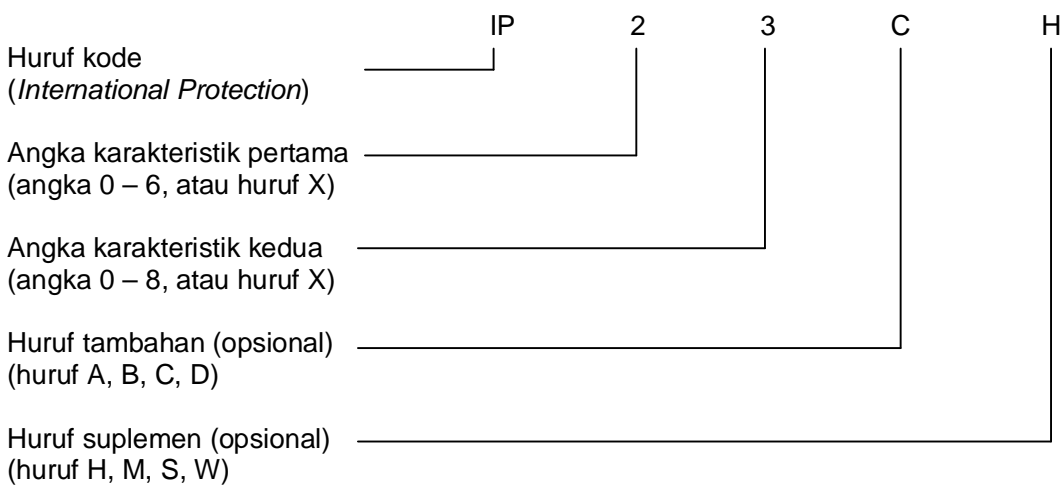 IP 2 3 C H
Huruf kode
(International Protection)
Angka karakteristik pertama
(angka 0 – 6, atau huruf X)
Angka karakteristik kedua
(angka 0 – 8, atau huruf X)
Huruf tambahan (opsional)
(huruf A, B, C, D)
Huruf suplemen (opsional)
(huruf H, M, S, W)